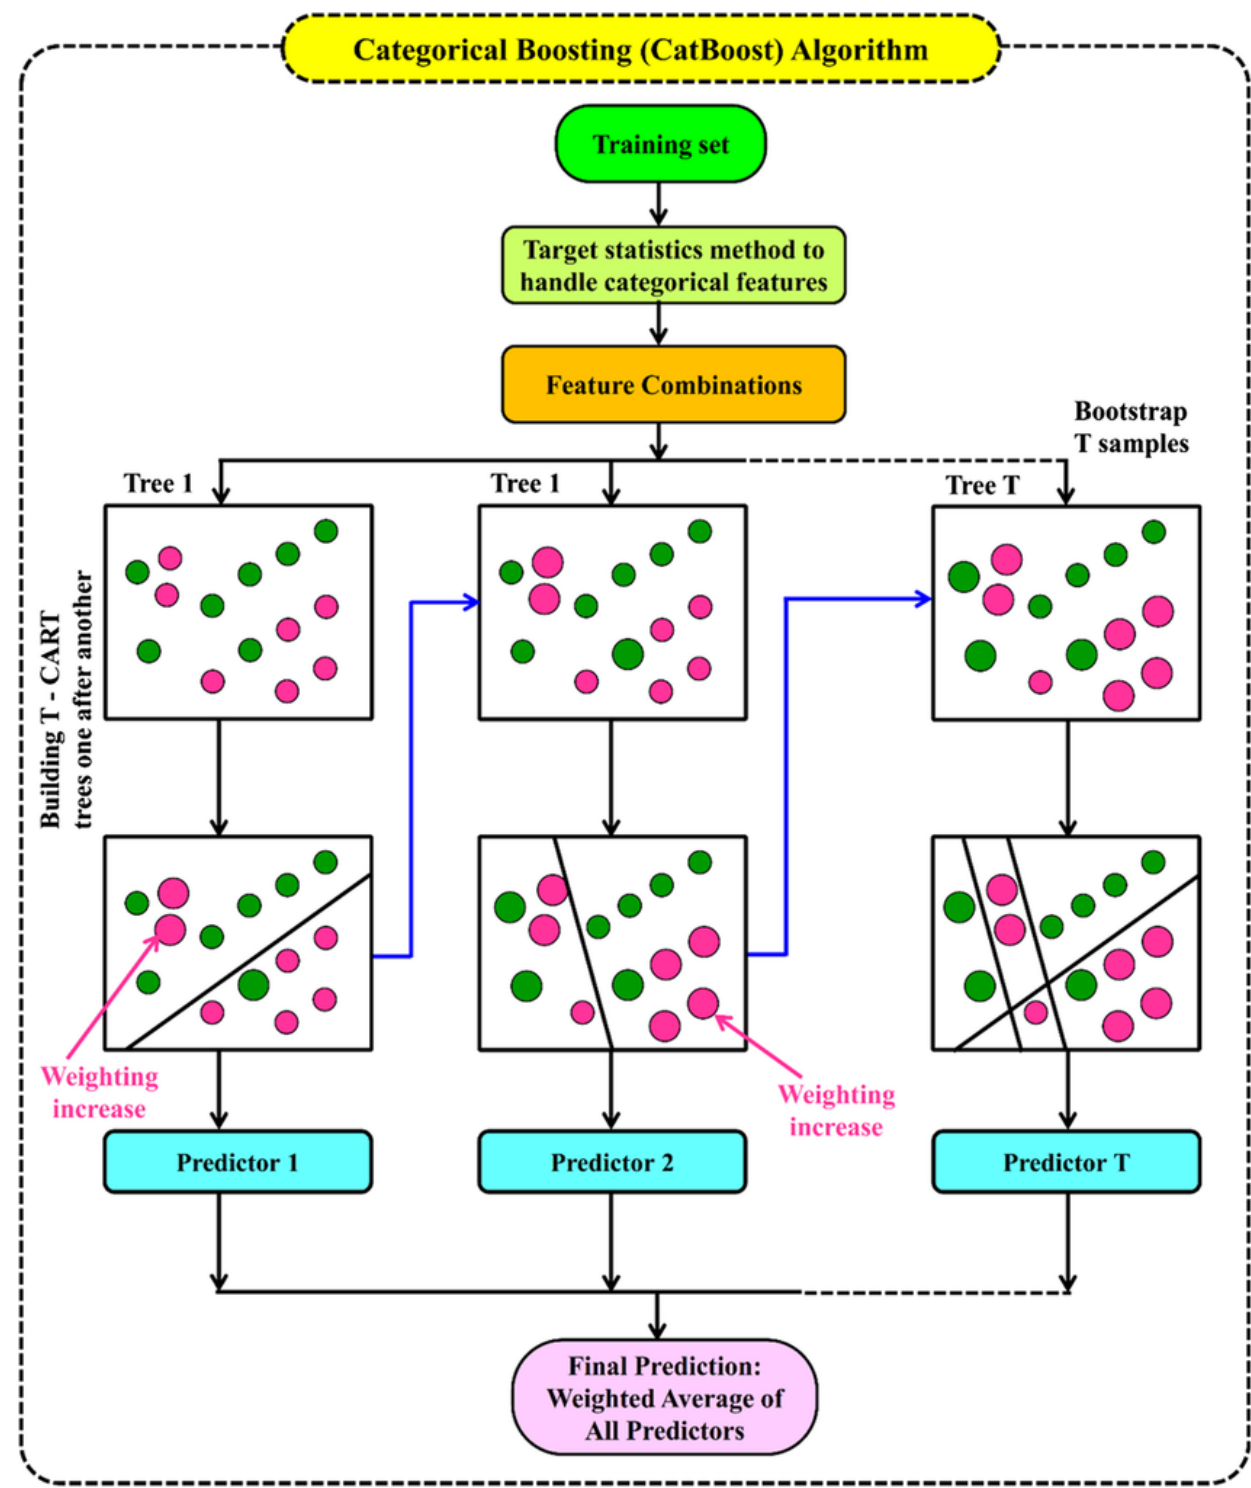 Categorical Boosting (CatBoost) Algorithm
Training set
Target statistics method to
handle categorical features
Feature Combinations
Bootstrap
T samples
Tree 1
Tree 1
Tree T
Building T - CART
trees one after another
Weighting
increase
Weighting
increase
Predictor 1
Predictor 2
Predictor T
Final Prediction:
Weighted Average of
All Predictors